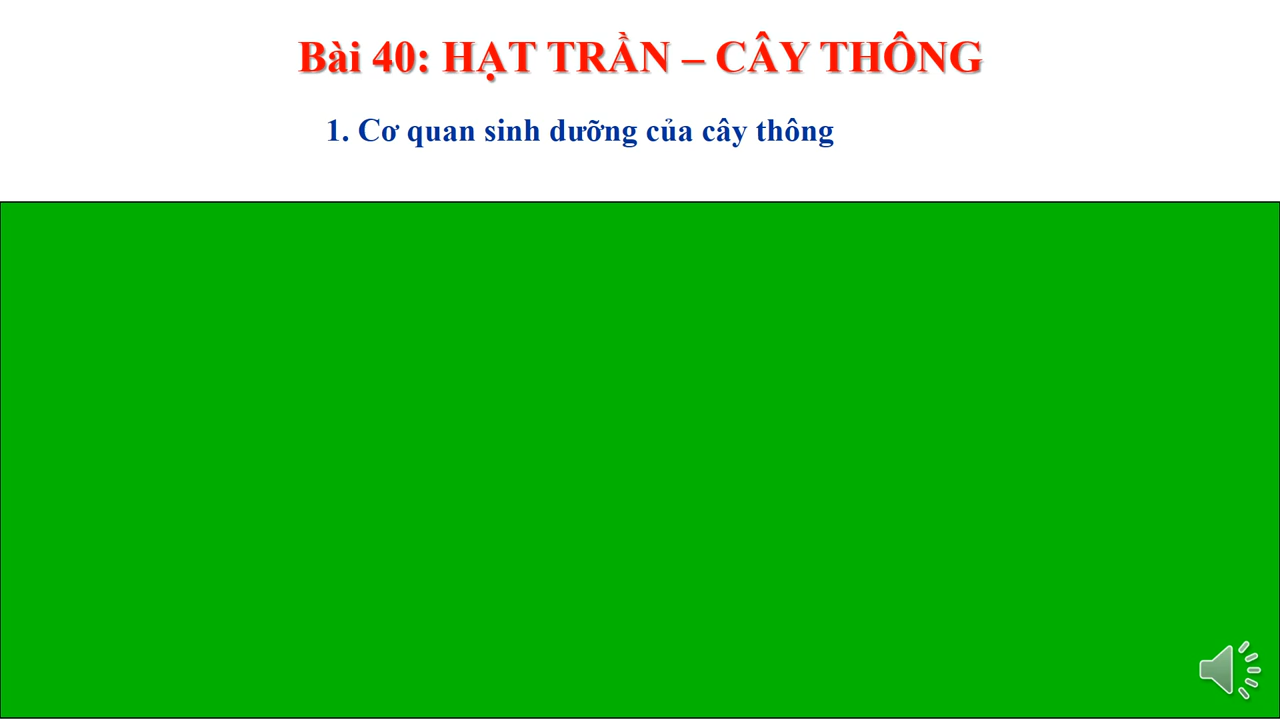 Bài 40: HẠT TRẦN – CÂY THÔNG
1. Cơ quan sinh dưỡng của cây thông